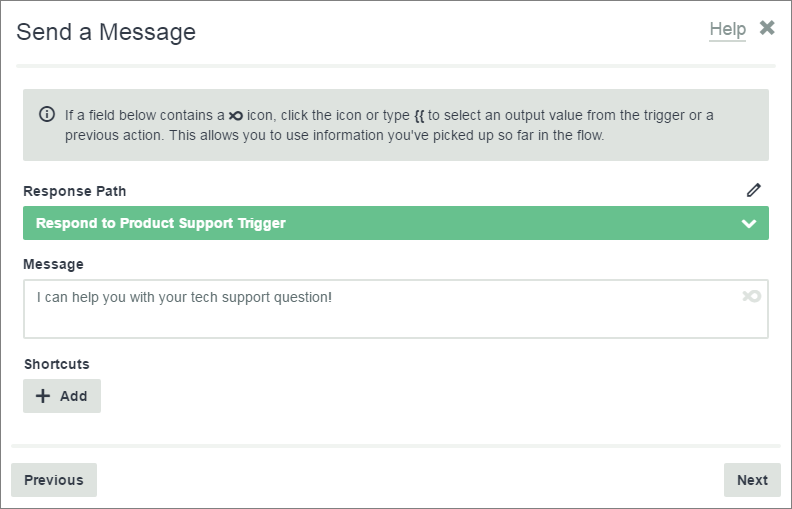 Send a Message
Help
If a field below contains a icon, click the icon or type {{ to select an output value from the trigger or a
previous action. This allows you to use information you've picked up so far in the flow.
Response Path
Respond to Product Support Trigger
Message
I can help you with your tech support question!
Shortcuts
Add
Previous
Next